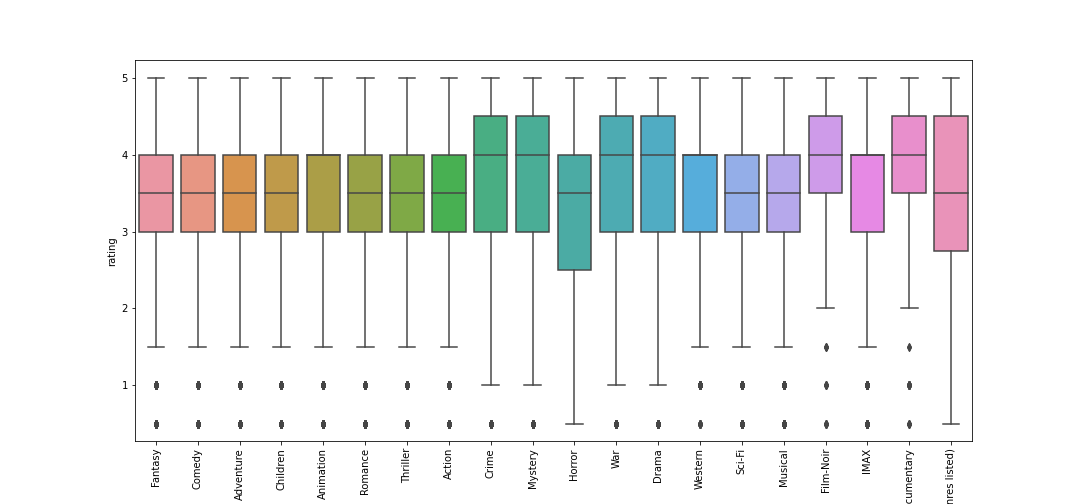 5
4
3
2
1
rating
Fantasy
Comedy
Adventure
Children
Animation
Romance
Thriller
Action
Crime
Mystery
Horror
War
Drama
Western
Sci-Fi
Musical
Film-Noir
IMAX
cumentary
res listed)